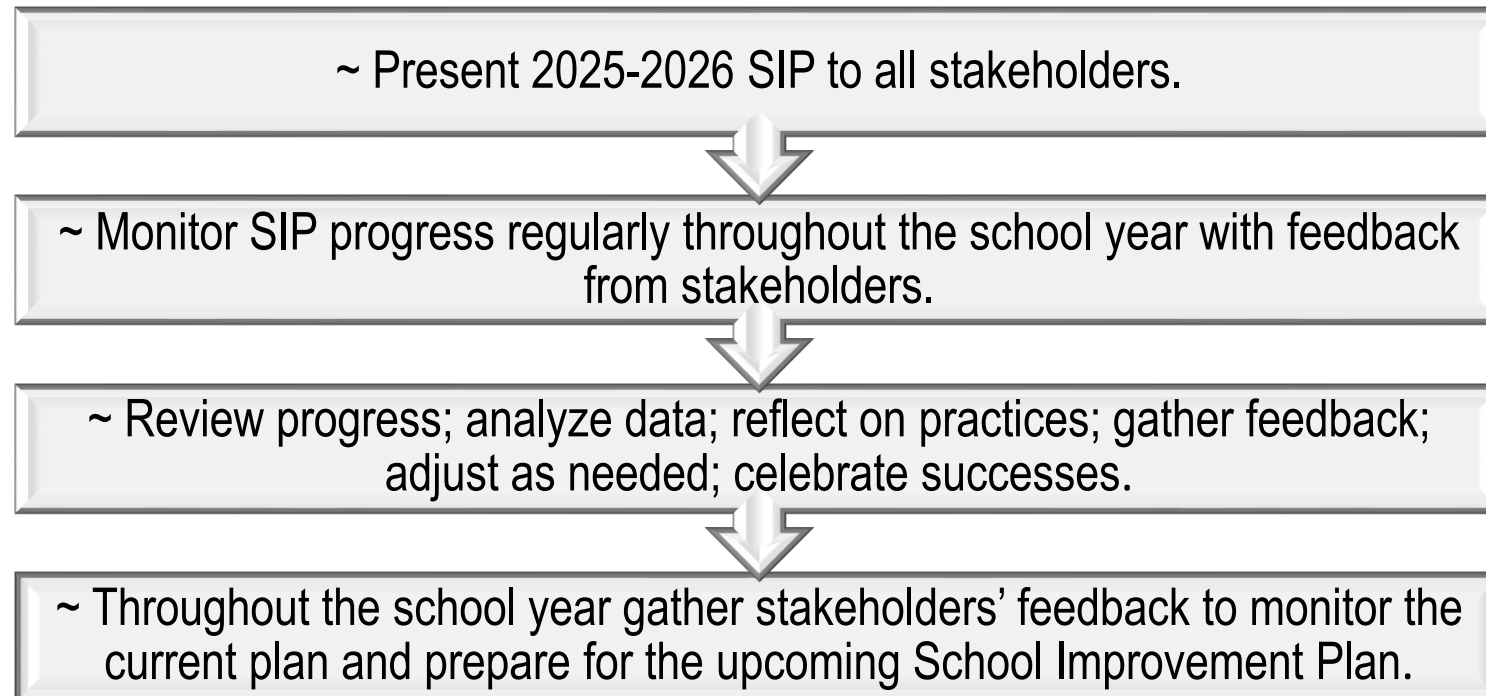 ~ Present 2025-2026 SIP to all stakeholders.
~ Monitor SIP progress regularly throughout the school year with feedback
from stakeholders.
~ Review progress; analyze data; reflect on practices; gather feedback;
adjust as needed; celebrate successes.
~ Throughout the school year gather stakeholders’ feedback to monitor the
current plan and prepare for the upcoming School Improvement Plan.